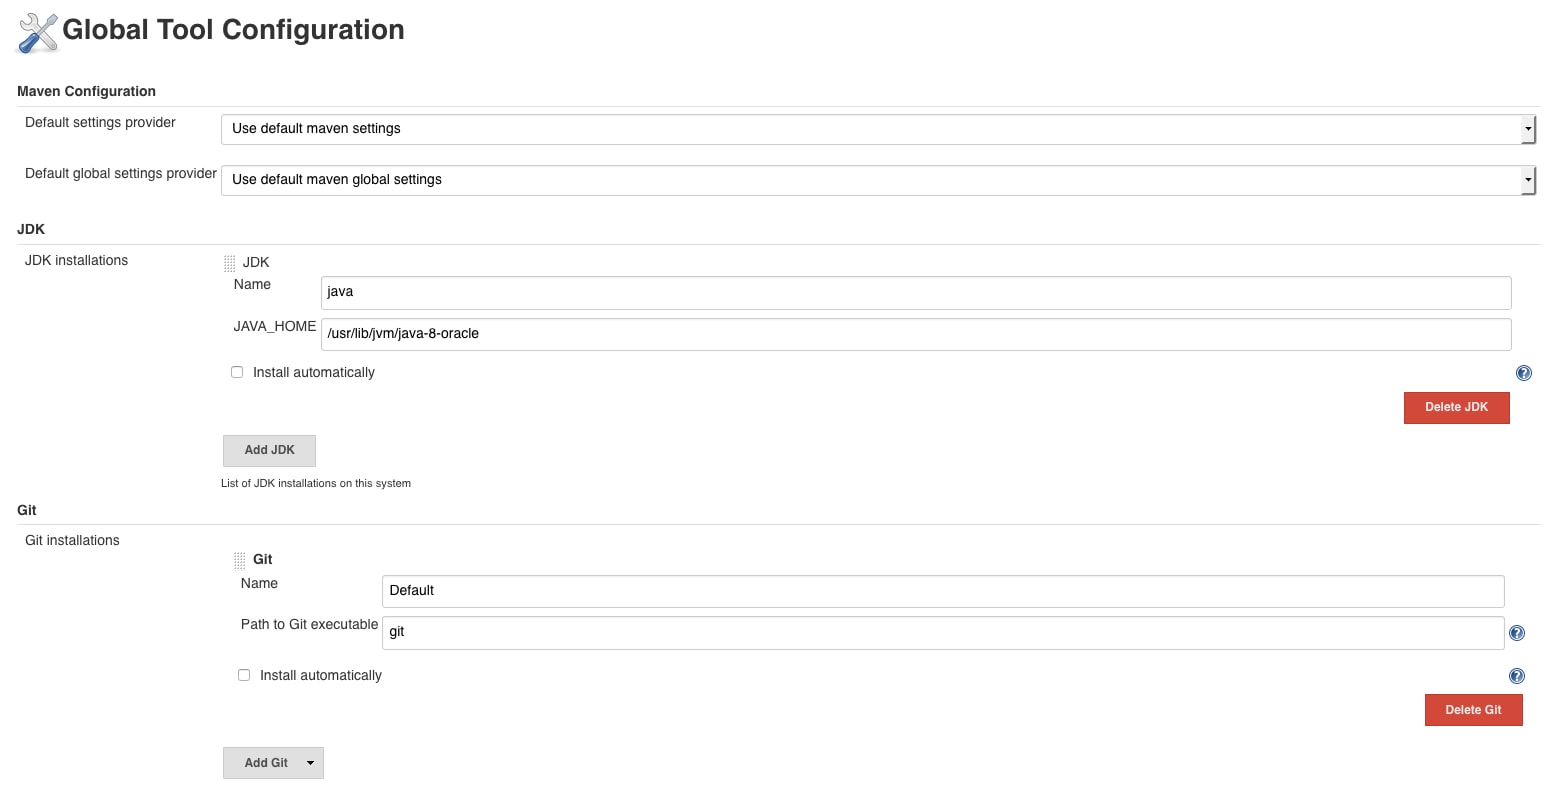 Global Tool Configuration
Maven Configuration
Default settings provider
Use default maven settings
Default global settings provider
Use default maven global settings
JDK
JDK installations
JDK
Name
java
JAVA_HOME
/usr/lib/jvm/java-8-oracle
Install automatically
?
Delete JDK
Add JDK
List of JDK installations on this system
Git
Git installations
Git
Name
Default
Path to Git executable
git
?
Install automatically
?
Delete Git
Add Git